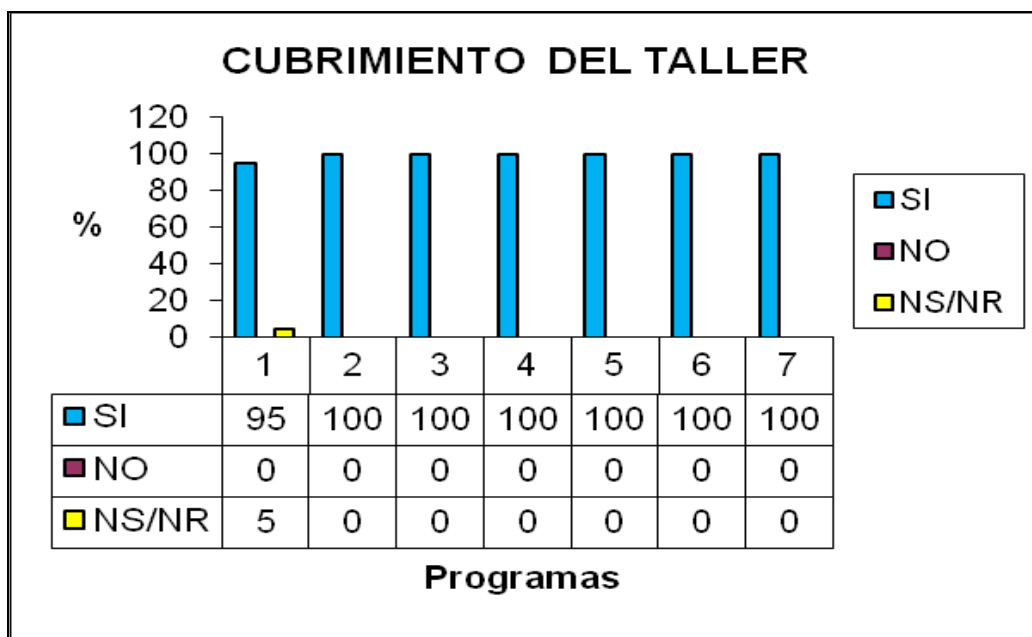 CUBRIMIENTO DEL TALLER
120
100
80
60
40
20
0
%
SI
NO
NS/NR
1 2 3 4 5 6 7
SI 95 100 100 100 100 100 100
NO 0 0 0 0 0 0 0
NS/NR 5 0 0 0 0 0 0
Programas